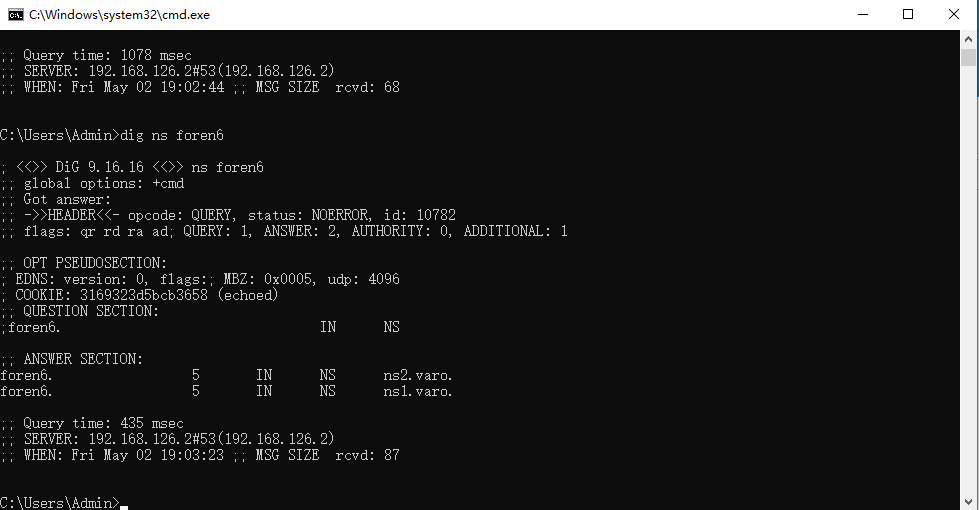 C:\Windows\system32\cmd.exe
;; Query time: 1078 msec
;; SERVER: 192.168.126.2#53(192.168.126.2)
;; WHEN: Fri May 02 19:02:44 ;; MSG SIZE  rcvd: 68
C:\Users\Admin>dig ns foren6
; <<>> DiG 9.16.16 <<>> ns foren6
;; global options: +cmd
;; Got answer:
;; ->>HEADER<<- opcode: QUERY, status: NOERROR, id: 10782
;; flags: qr rd ra ad; QUERY: 1, ANSWER: 2, AUTHORITY: 0, ADDITIONAL: 1
;; OPT PSEUDOSECTION:
; EDNS: version: 0, flags:; MBZ: 0x0005, udp: 4096
; COOKIE: 3169323d5bcb3658 (echoed)
;; QUESTION SECTION:
;foren6. IN NS
;; ANSWER SECTION:
foren6. 5 IN NS ns2.varo.
foren6. 5 IN NS ns1.varo.
;; Query time: 435 msec
;; SERVER: 192.168.126.2#53(192.168.126.2)
;; WHEN: Fri May 02 19:03:23 ;; MSG SIZE  rcvd: 87
C:\Users\Admin>